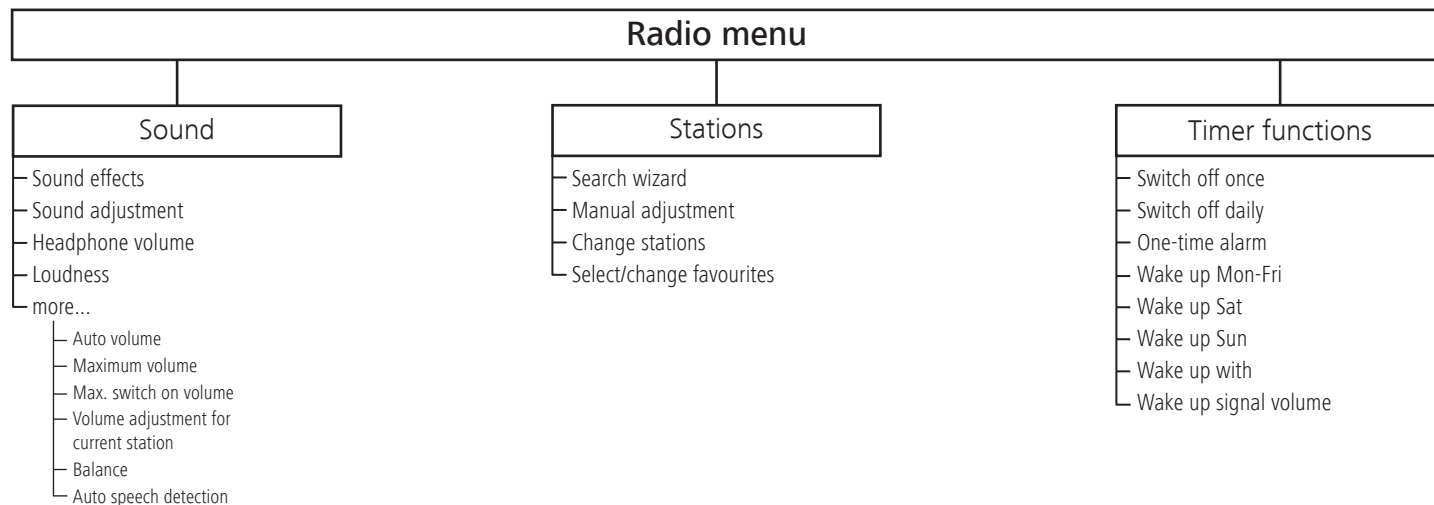 Radio menu
Sound
Sound effects
Sound adjustment
Headphone volume
Loudness
more...
Auto volume
Maximum volume
Max. switch on volume
Volume adjustment for
current station
Balance
Auto speech detection
Stations
Search wizard
Manual adjustment
Change stations
Select/change favourites
Timer functions
Switch off once
Switch off daily
One-time alarm
Wake up Mon-Fri
Wake up Sat
Wake up Sun
Wake up with
Wake up signal volume